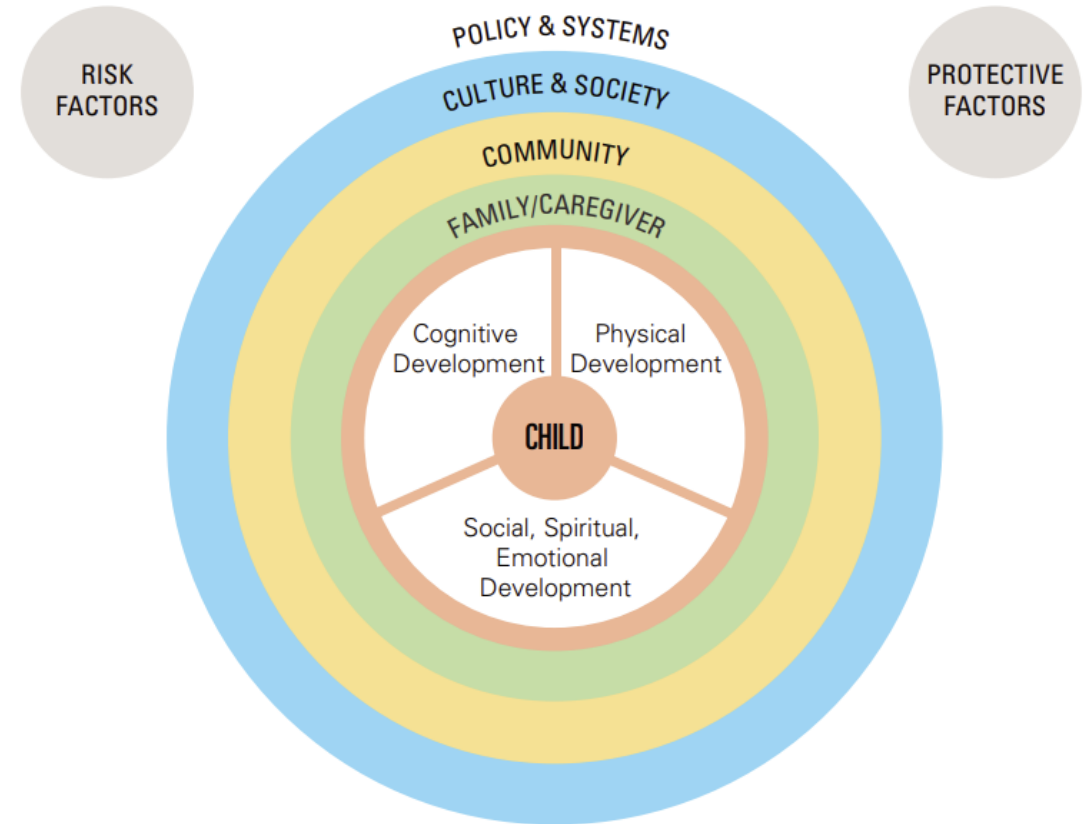 POLICY & SYSTEMS
RISK
FACTORS
PROTECTIVE
FACTORS
CULTURE & SOCIETY
COMMUNITY
FAMILY/CAREGIVER
Cognitive
Development
Physical
Development
CHILD
Social, Spiritual,
Emotional
Development